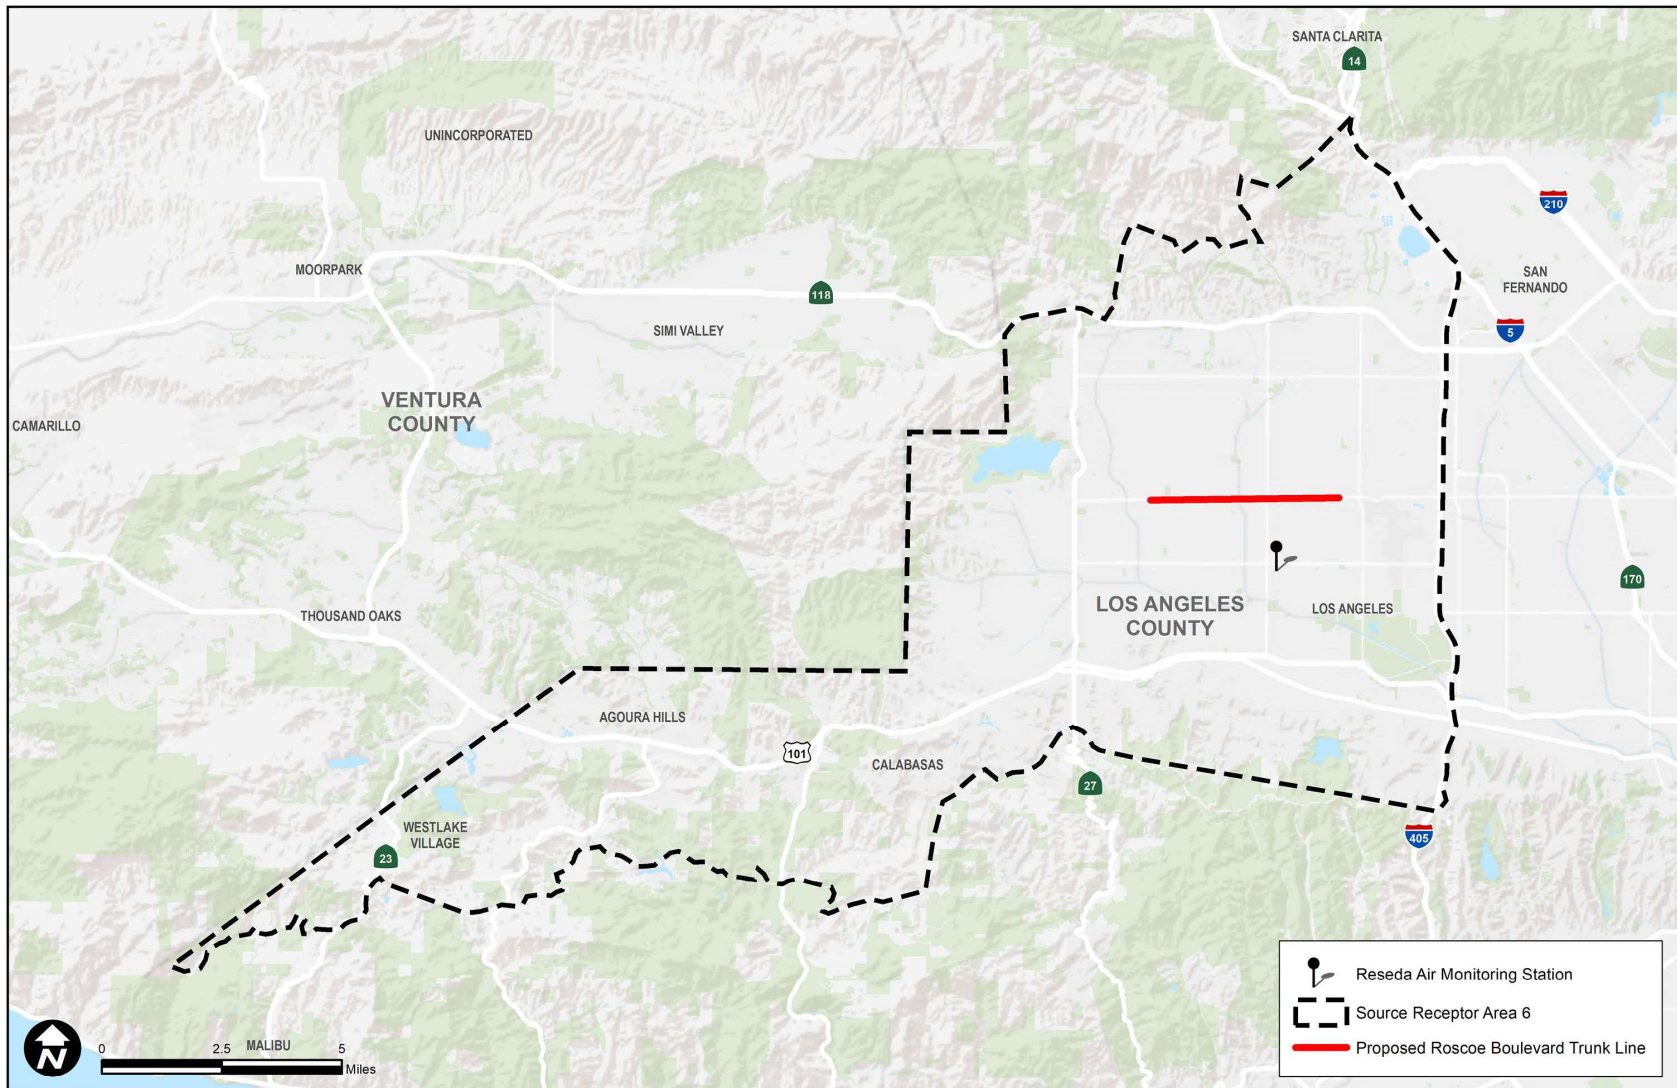 SANTA CLARITA
14
UNINCORPORATED
210
MOORPARK
SAN
FERNANDO
118
5
SIMI VALLEY
VENTURA
COUNTY
CAMARILLO
170
THOUSAND OAKS
LOS ANGELES
COUNTY
LOS ANGELES
AGOURA HILLS
101
CALABASAS
27
WESTLAKE
VILLAGE
405
23
Reseda Air Monitoring Station
Source Receptor Area 6
Proposed Roscoe Boulevard Trunk Line
N
0 2.5 5
MALIBU
Miles